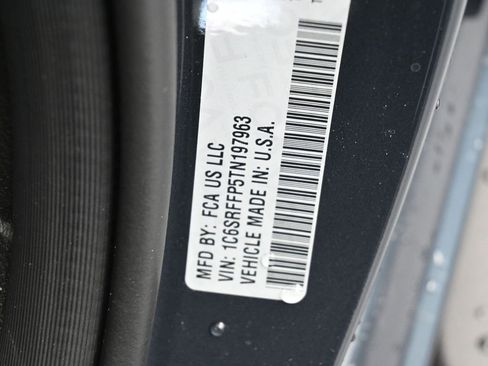 MFD BY: FCA US LLC
VIN: 1C6SRFFP5TN197963
VEHICLE MADE IN: U.S.A.